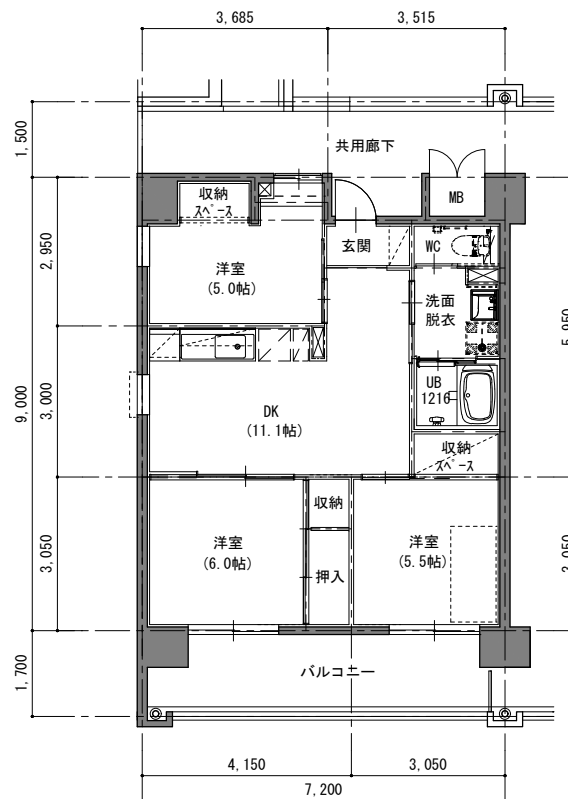 3,685
3,515
1,500
共用廊下
収納
スペース
MB
玄関
WC
2,950
洋室
(5.0帖)
洗面
脱衣
5,950
9,000
3,000
DK
(11.1帖)
UB
1216
収納
スペース
3,050
洋室
(6.0帖)
収納
押入
洋室
(5.5帖)
3,050
1,700
バルコニー
4,150
3,050
7,200